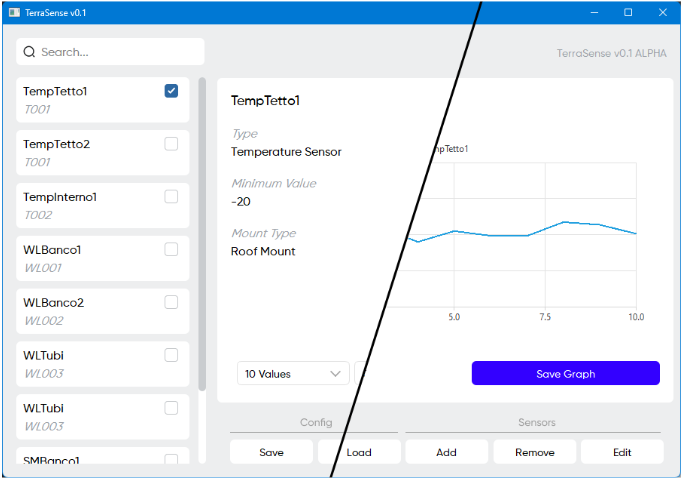 TerraSense v0.1
Search...
TerraSense v0.1 ALPHA
TempTetto1
T001
TempTetto2
T001
TempInterno1
T002
WLBanco1
WL001
WLBanco2
WL002
WLTubi
WL003
WLTubi
WL003
SMBanco1
TempTetto1
Type
Temperature Sensor
Minimum Value
-20
Mount Type
Roof Mount
mpTetto1
5.0
7.5
10.0
10 Values
Save Graph
Config
Sensors
Save
Load
Add
Remove
Edit